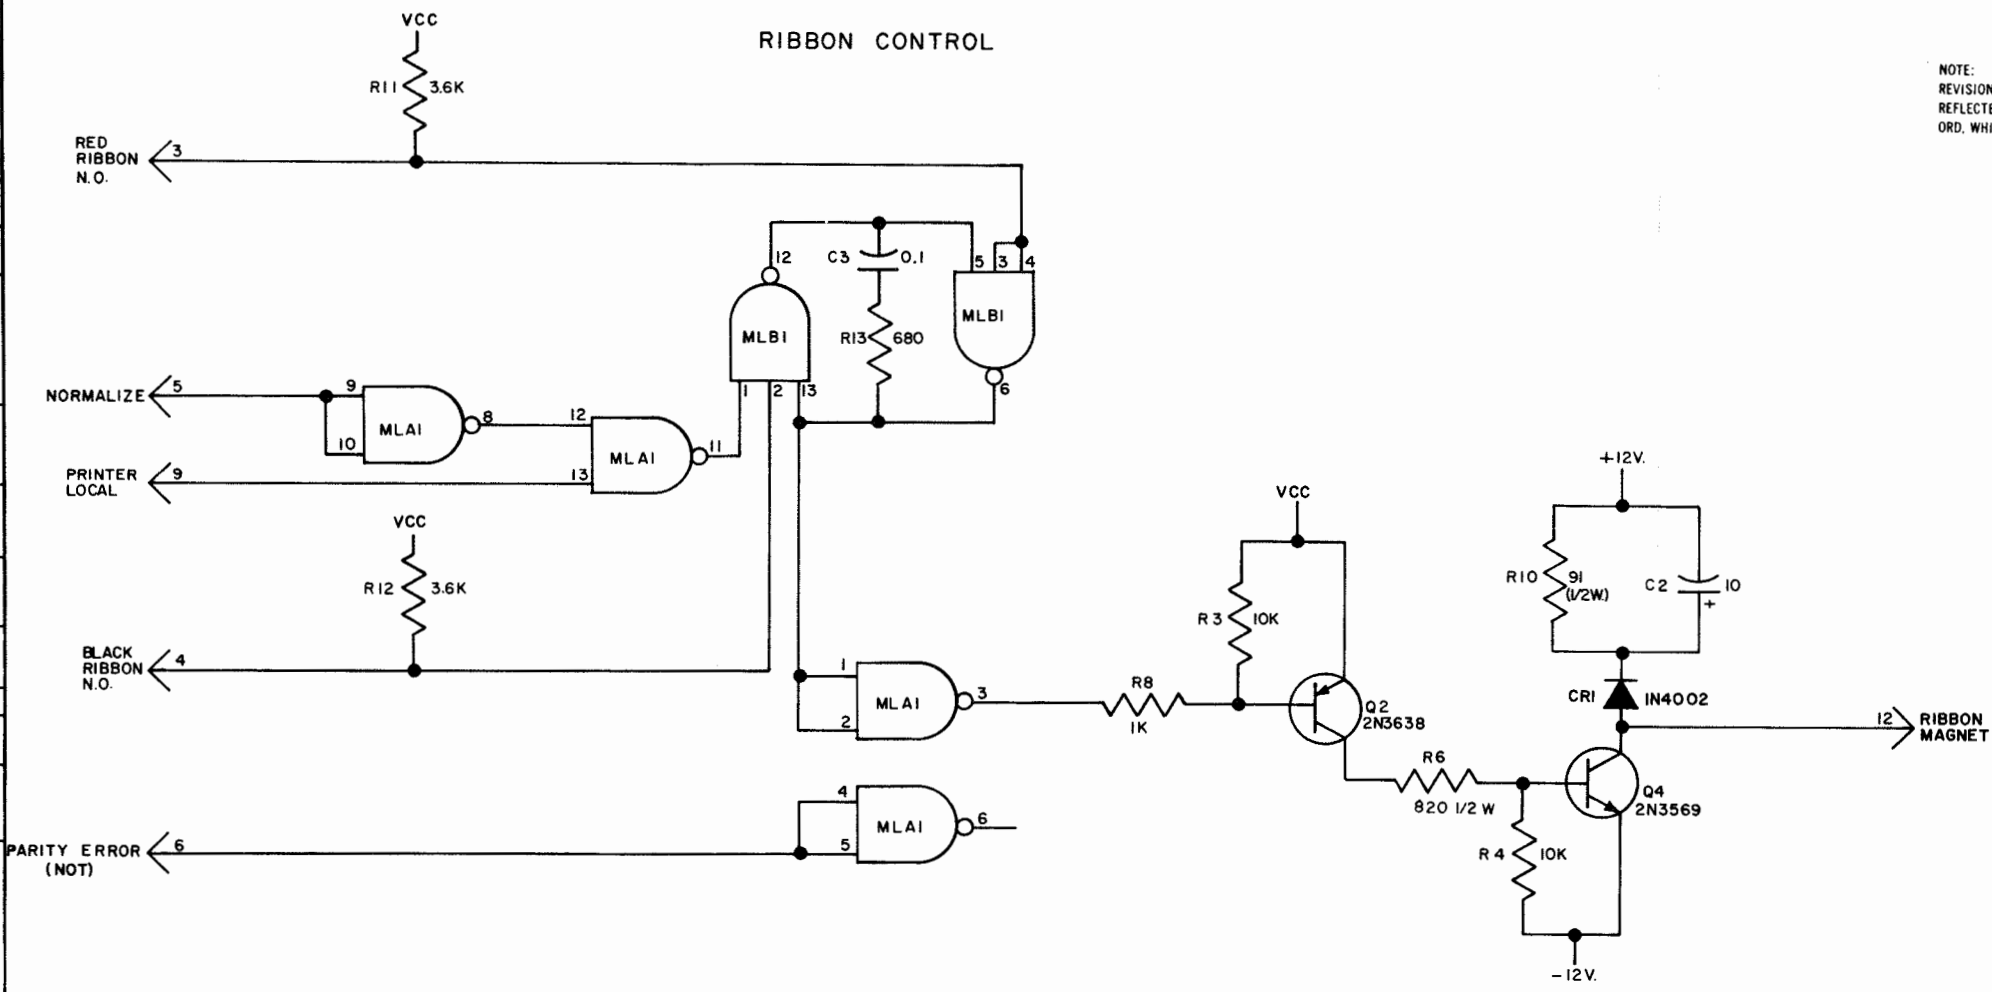 VCC
RIBBON CONTROL
R11 3.6K
NOTE:
REVISION
REFLECTE
ORD, WHI
RED
RIBBON
N.O.
3
12
C3 0.1
5 3 4
MLB1
R13 680
MLB1
1 2 13
6
NORMALIZE 5
9
10
MLA1
8
12
13
MLA1
11
PRINTER
LOCAL
9
VCC
R12 3.6K
BLACK
RIBBON
N.O.
4
1
2
MLA1
3
R8
1K
VCC
R3 10K
Q2
2N3638
R6
820 1/2 W
+12V.
R10 91
(1/2W.)
C2 10
+
CR1 1N4002
12 RIBBON
MAGNET
Q4
2N3569
R4 10K
-12V.
4
5
MLA1
6
PARITY ERROR
(NOT)
6